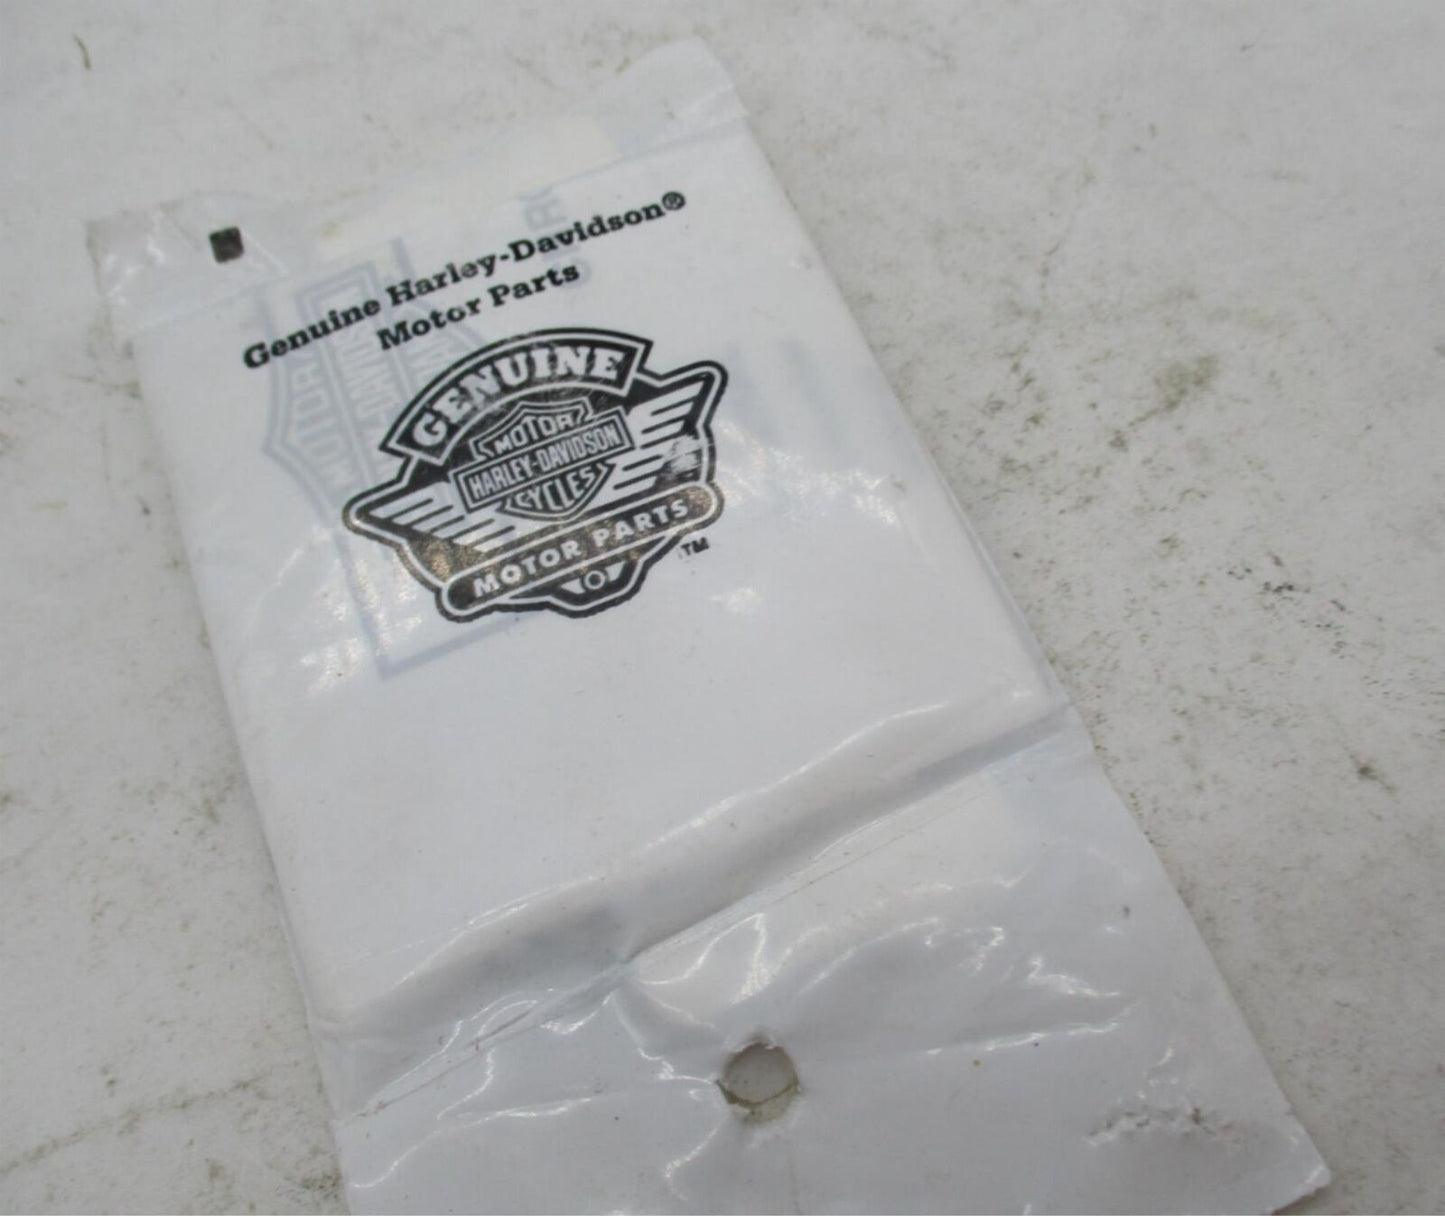 Genuine Harley-Davidson®
Motor Parts
GENUINE
MOTOR
HARLEY-DAVIDSON
CYCLES
MOTOR PARTS
TM